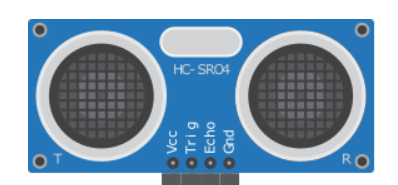 HC-SR04
Vcc
Trig
Echo
Gnd
T
R